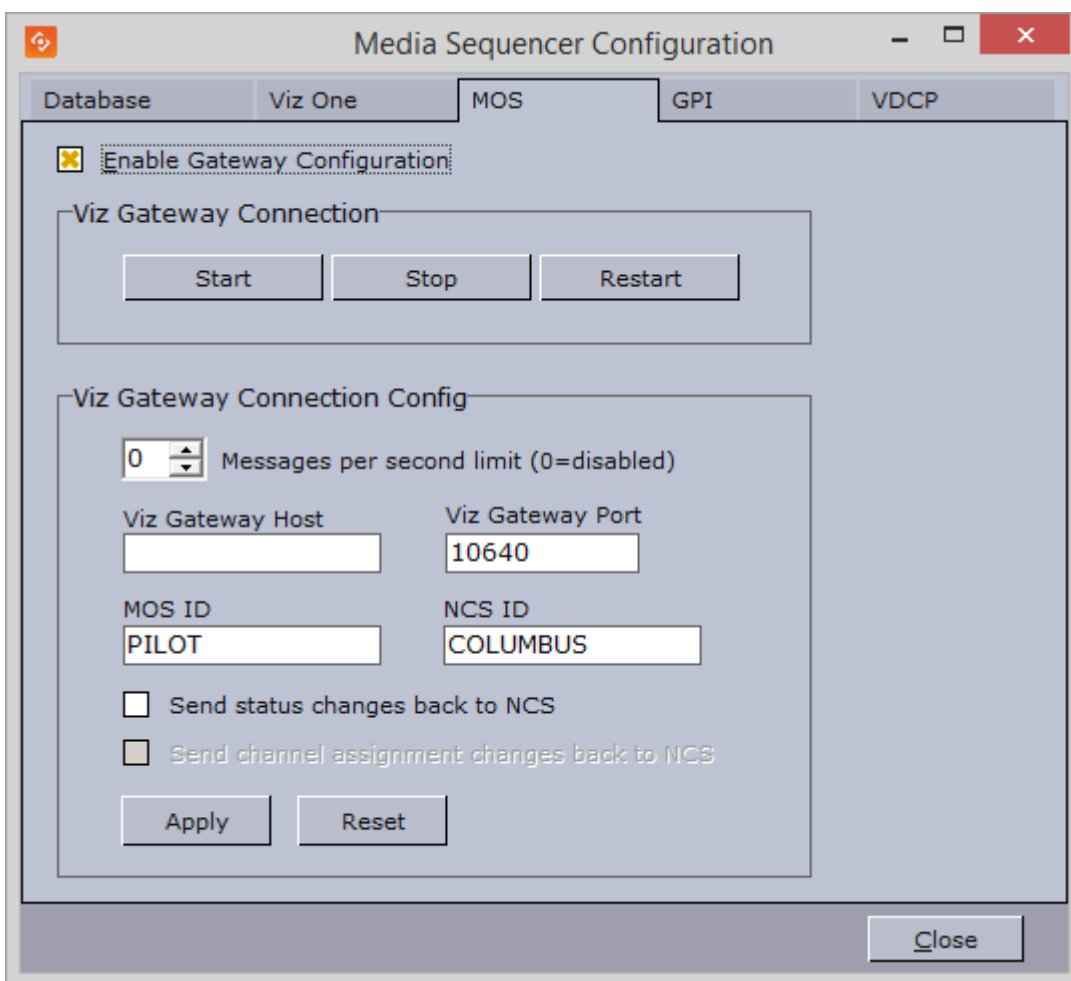 Media Sequencer Configuration
Database Viz One MOS GPI VDCP
Enable Gateway Configuration
Viz Gateway Connection
Start Stop Restart
Viz Gateway Connection Config
0 Messages per second limit (0=disabled)
Viz Gateway Host Viz Gateway Port
10640
MOS ID NCS ID
PILOT COLUMBUS
Send status changes back to NCS
Send channel assignment changes back to NCS
Apply Reset
Close